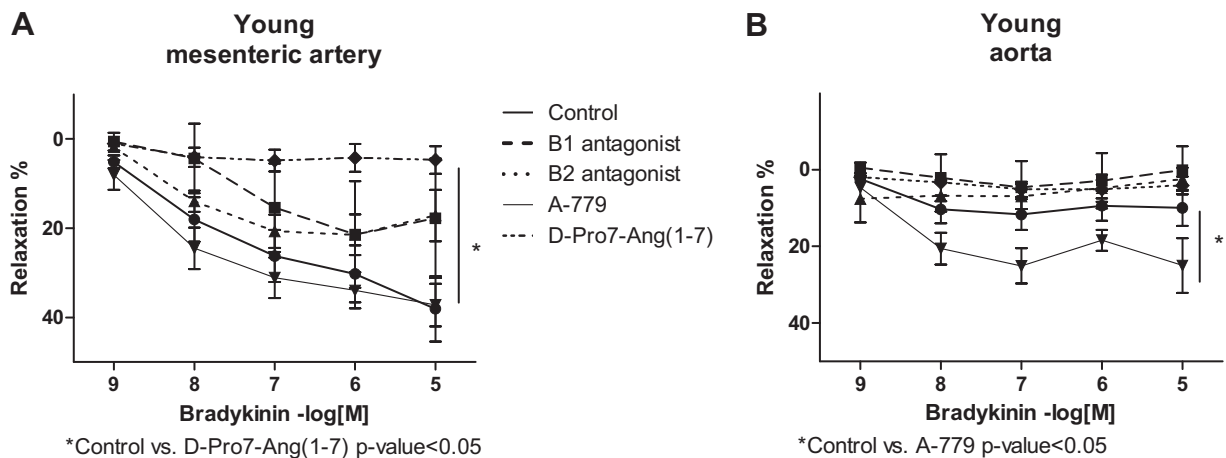 A
Young
mesenteric artery
Relaxation %
0
20
40
9 8 7 6 5
Bradykinin -log[M]
*
*Control vs. D-Pro7-Ang(1-7) p-value<0.05
Control
B1 antagonist
B2 antagonist
A-779
D-Pro7-Ang(1-7)
B
Young
aorta
Relaxation %
0
20
40
9 8 7 6 5
Bradykinin -log[M]
*
*Control vs. A-779 p-value<0.05